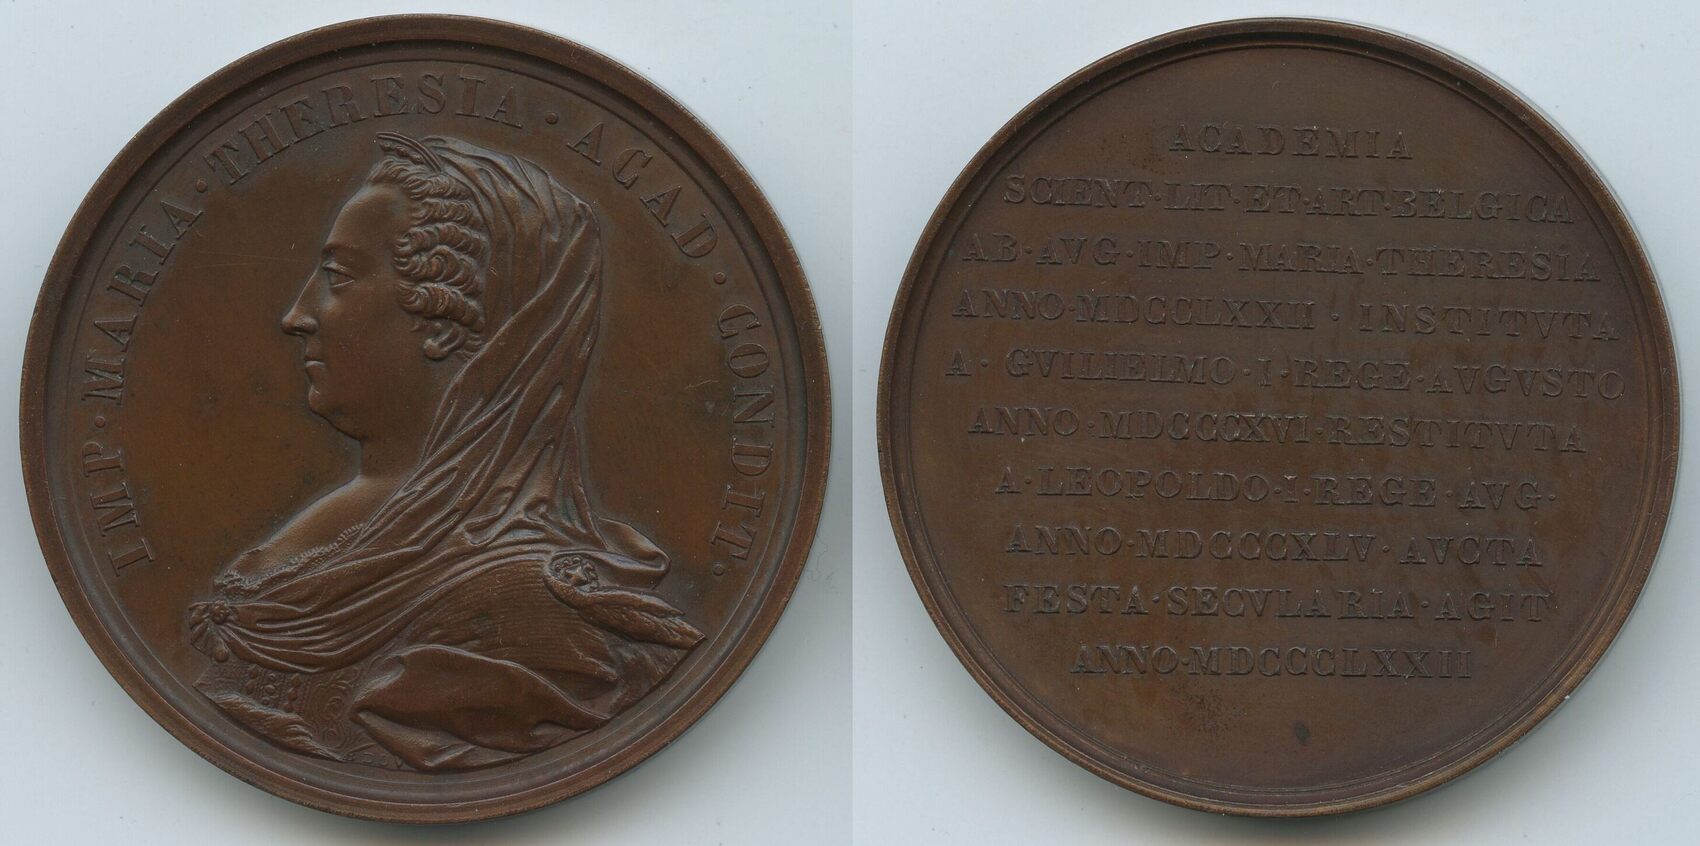 IMP · MARIA · THERESIA · ACAD · CONDIT ·
ACADEMIA
SCIENT · LIT · ET · ART · BELGICA
AB · AVG · IMP · MARIA · THERESIA
ANNO · MDCCLXXII · INSTITVTA
A · GVILIELMO · I · REGE · AVGVSTO
ANNO · MDCCCXVI · RESTITVTA
A · LEOPOLDO · I · REGE · AVG ·
ANNO · MDCCCXLV · AVCTA
FESTA · SECVLARIA · AGIT
ANNO · MDCCCLXXII